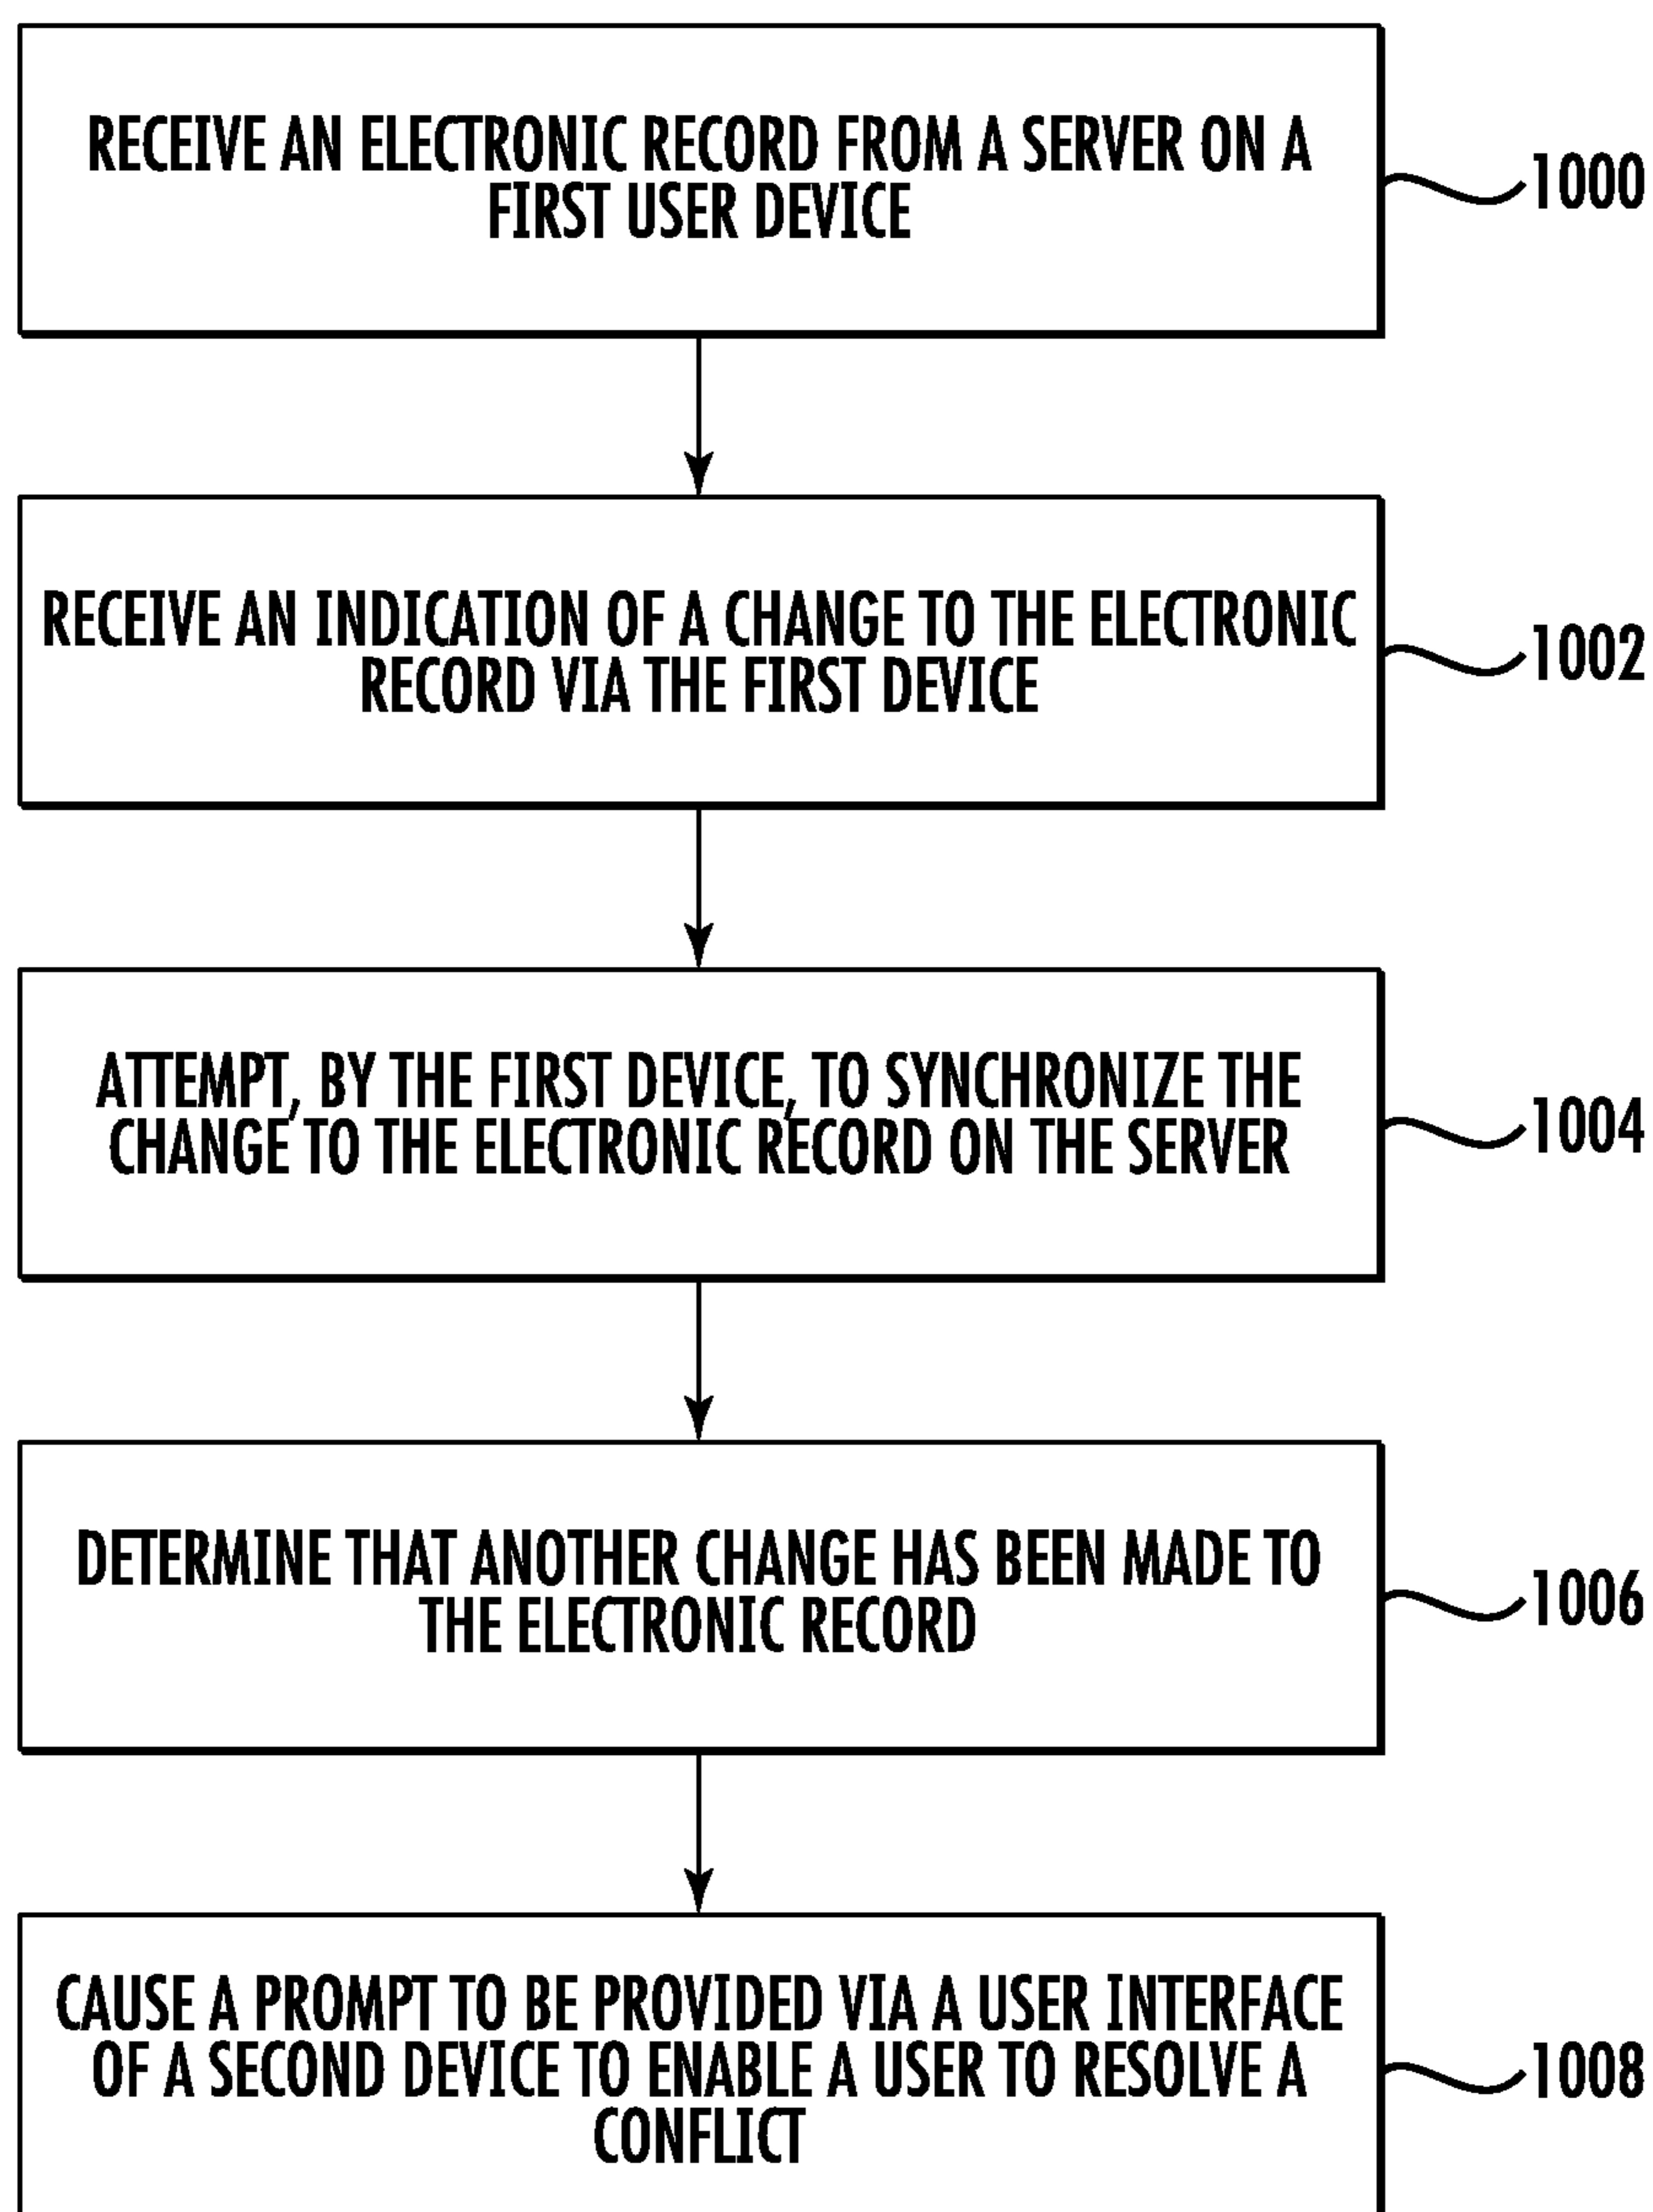 RECEIVE AN ELECTRONIC RECORD FROM A SERVER ON A
FIRST USER DEVICE
1000
RECEIVE AN INDICATION OF A CHANGE TO THE ELECTRONIC
RECORD VIA THE FIRST DEVICE
1002
ATTEMPT, BY THE FIRST DEVICE, TO SYNCHRONIZE THE
CHANGE TO THE ELECTRONIC RECORD ON THE SERVER
1004
DETERMINE THAT ANOTHER CHANGE HAS BEEN MADE TO
THE ELECTRONIC RECORD
1006
CAUSE A PROMPT TO BE PROVIDED VIA A USER INTERFACE
OF A SECOND DEVICE TO ENABLE A USER TO RESOLVE A
CONFLICT
1008